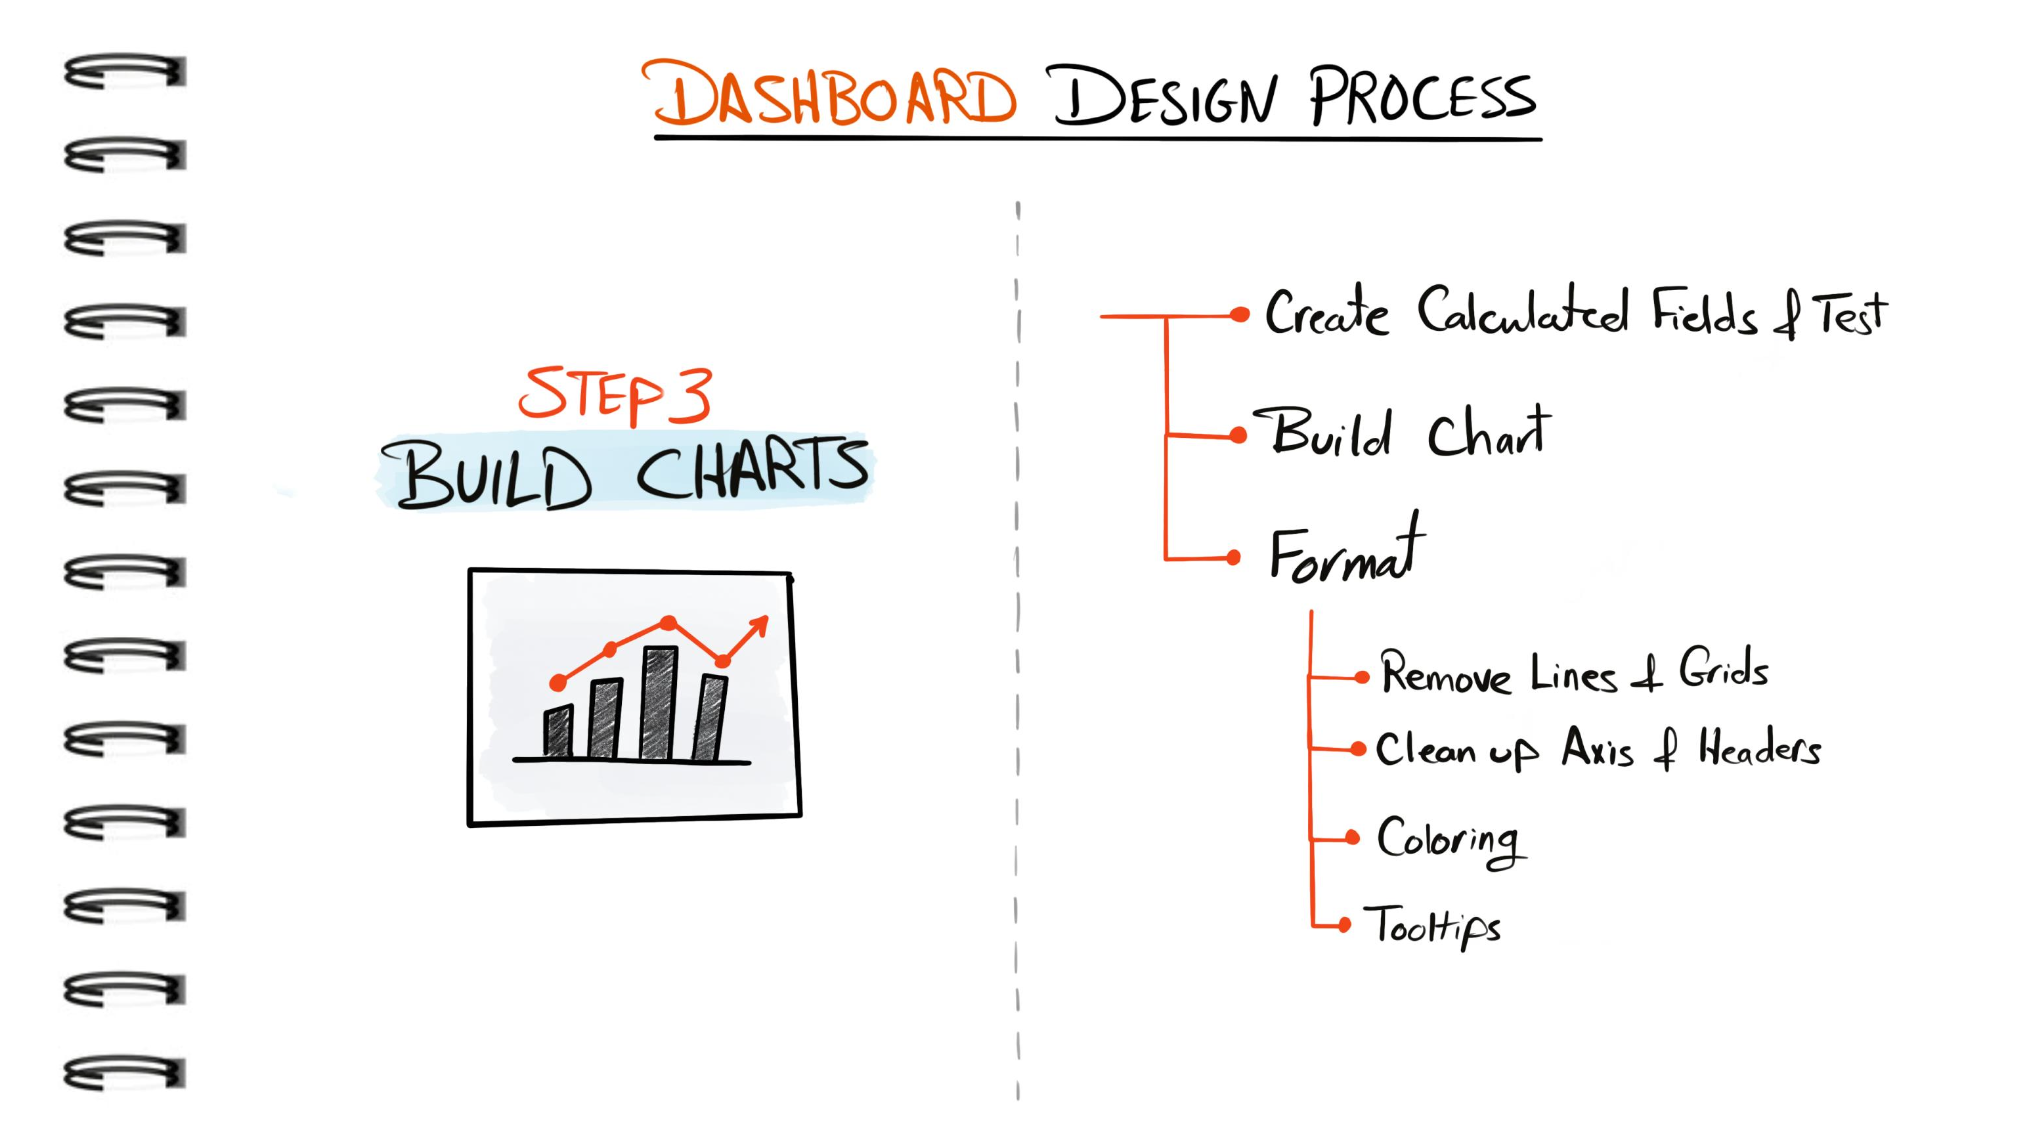 DASHBOARD DESIGN PROCESS
STEP 3
BUILD CHARTS
Create Calculated Fields & Test
Build Chart
Format
Remove Lines & Grids
Clean up Axis & Headers
Coloring
Tooltips